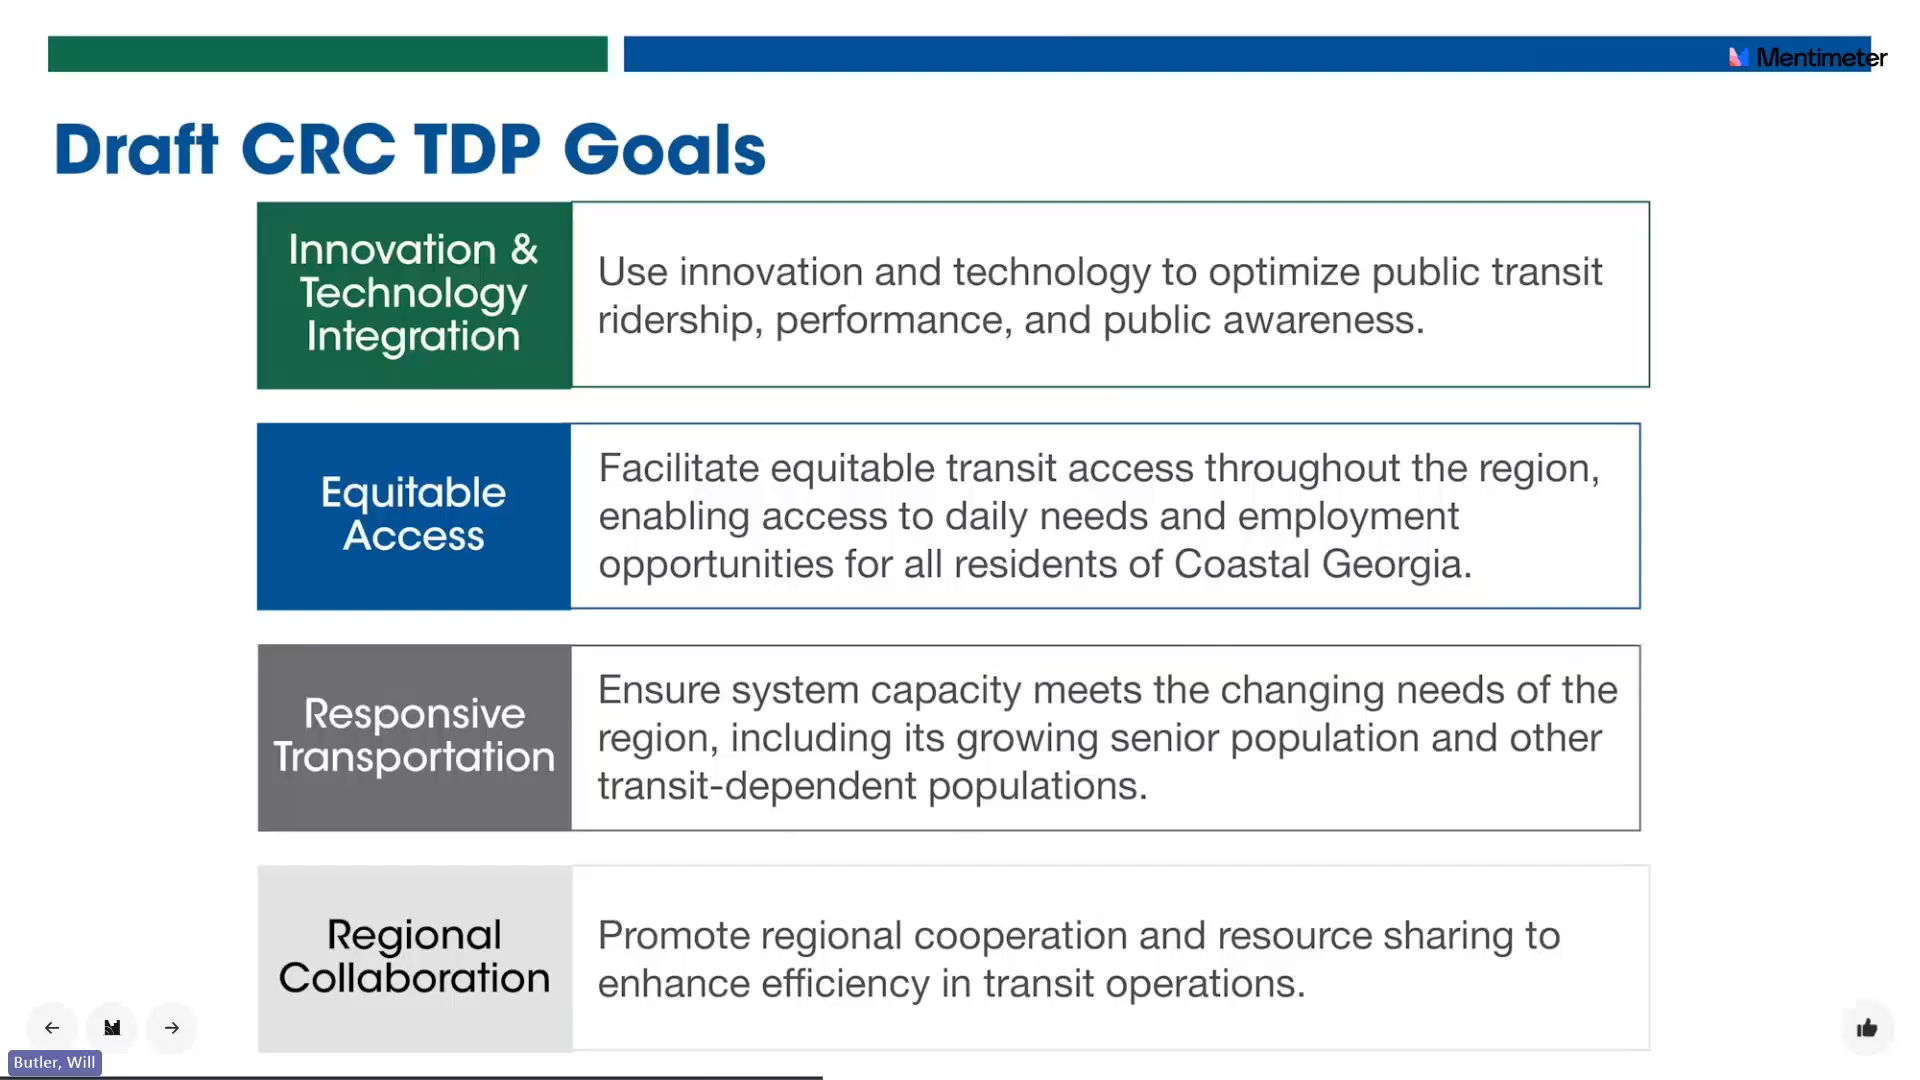 Mentimeter
Draft CRC TDP Goals
Innovation &
Technology
Integration
Use innovation and technology to optimize public transit
ridership, performance, and public awareness.
Equitable
Access
Facilitate equitable transit access throughout the region,
enabling access to daily needs and employment
opportunities for all residents of Coastal Georgia.
Responsive
Transportation
Ensure system capacity meets the changing needs of the
region, including its growing senior population and other
transit-dependent populations.
Regional
Collaboration
Promote regional cooperation and resource sharing to
enhance efficiency in transit operations.
Butler, Will